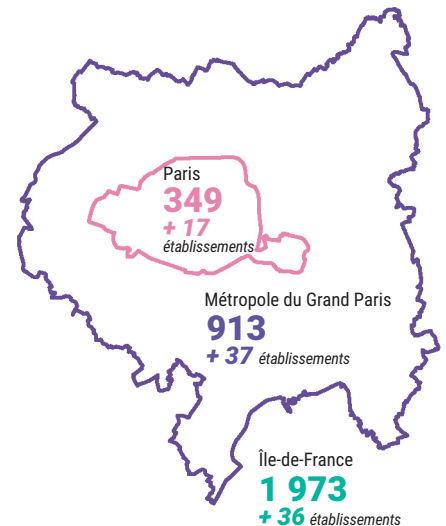 Paris
349
+ 17
établissements
Métropole du Grand Paris
913
+ 37 établissements
Île-de-France
1 973
+ 36 établissements